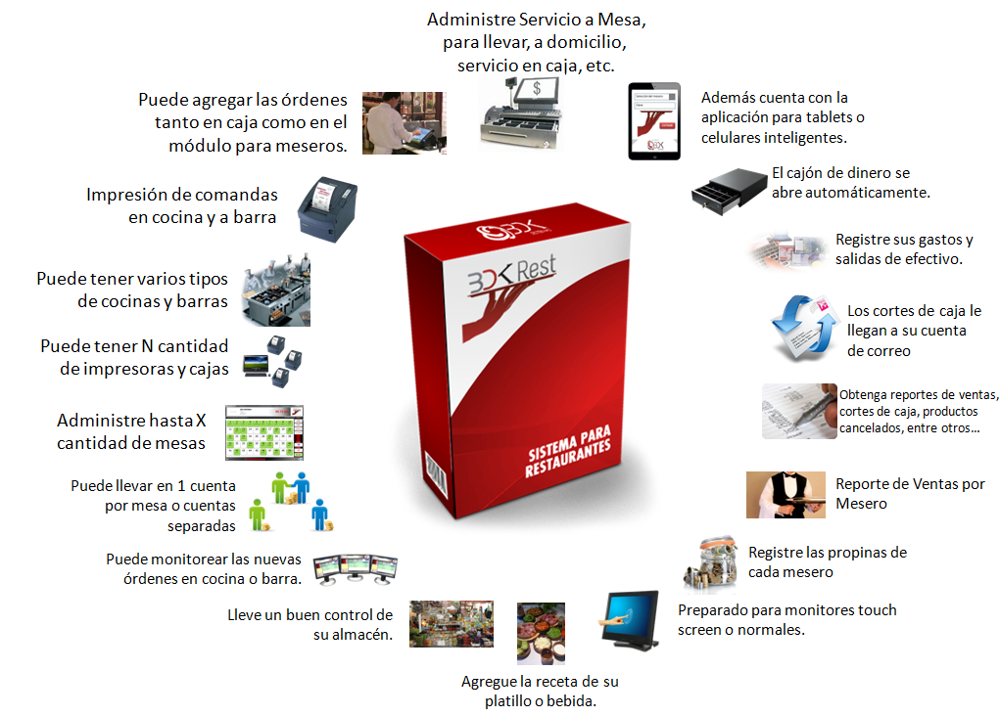 Administre Servicio a Mesa,
para llevar, a domicilio,
servicio en caja, etc.
Puede agregar las órdenes
tanto en caja como en el
módulo para meseros.
$
Además cuenta con la
aplicación para tablets o
celulares inteligentes.
Impresión de comandas
en cocina y a barra
El cajón de dinero se
abre automáticamente.
BDK
BDK Rest
SISTEMA PARA
RESTAURANTES
Registre sus gastos y
salidas de efectivo.
Puede tener varios tipos
de cocinas y barras
Los cortes de caja le
llegan a su cuenta
de correo
Puede tener N cantidad
de impresoras y cajas
Obtenga reportes de ventas,
cortes de caja, productos
cancelados, entre otros...
Administre hasta X
cantidad de mesas
Puede llevar en 1 cuenta
por mesa o cuentas
separadas
Reporte de Ventas por
Mesero
Puede monitorear las nuevas
órdenes en cocina o barra.
Registre las propinas de
cada mesero
Lleve un buen control de
su almacén.
Preparado para monitores touch
screen o normales.
Agregue la receta de su
platillo o bebida.